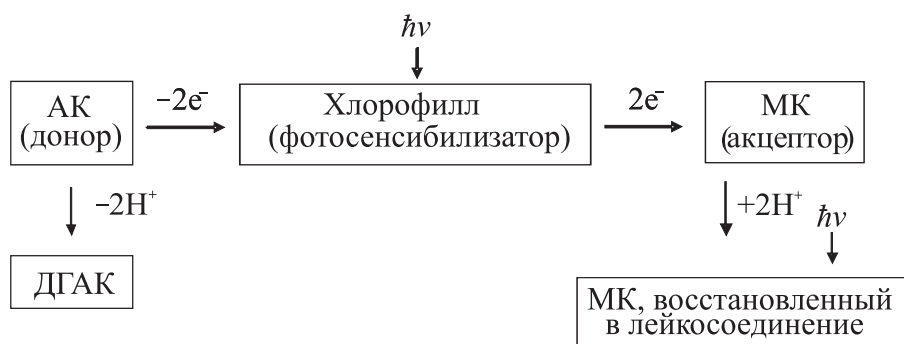 ħν
АК
(донор)
−2e⁻
Хлорофилл
(фотосенсибилизатор)
2e⁻
МК
(акцептор)
−2H⁺
+2H⁺
ħν
ДГАК
МК, восстановленный
в лейкосоединение